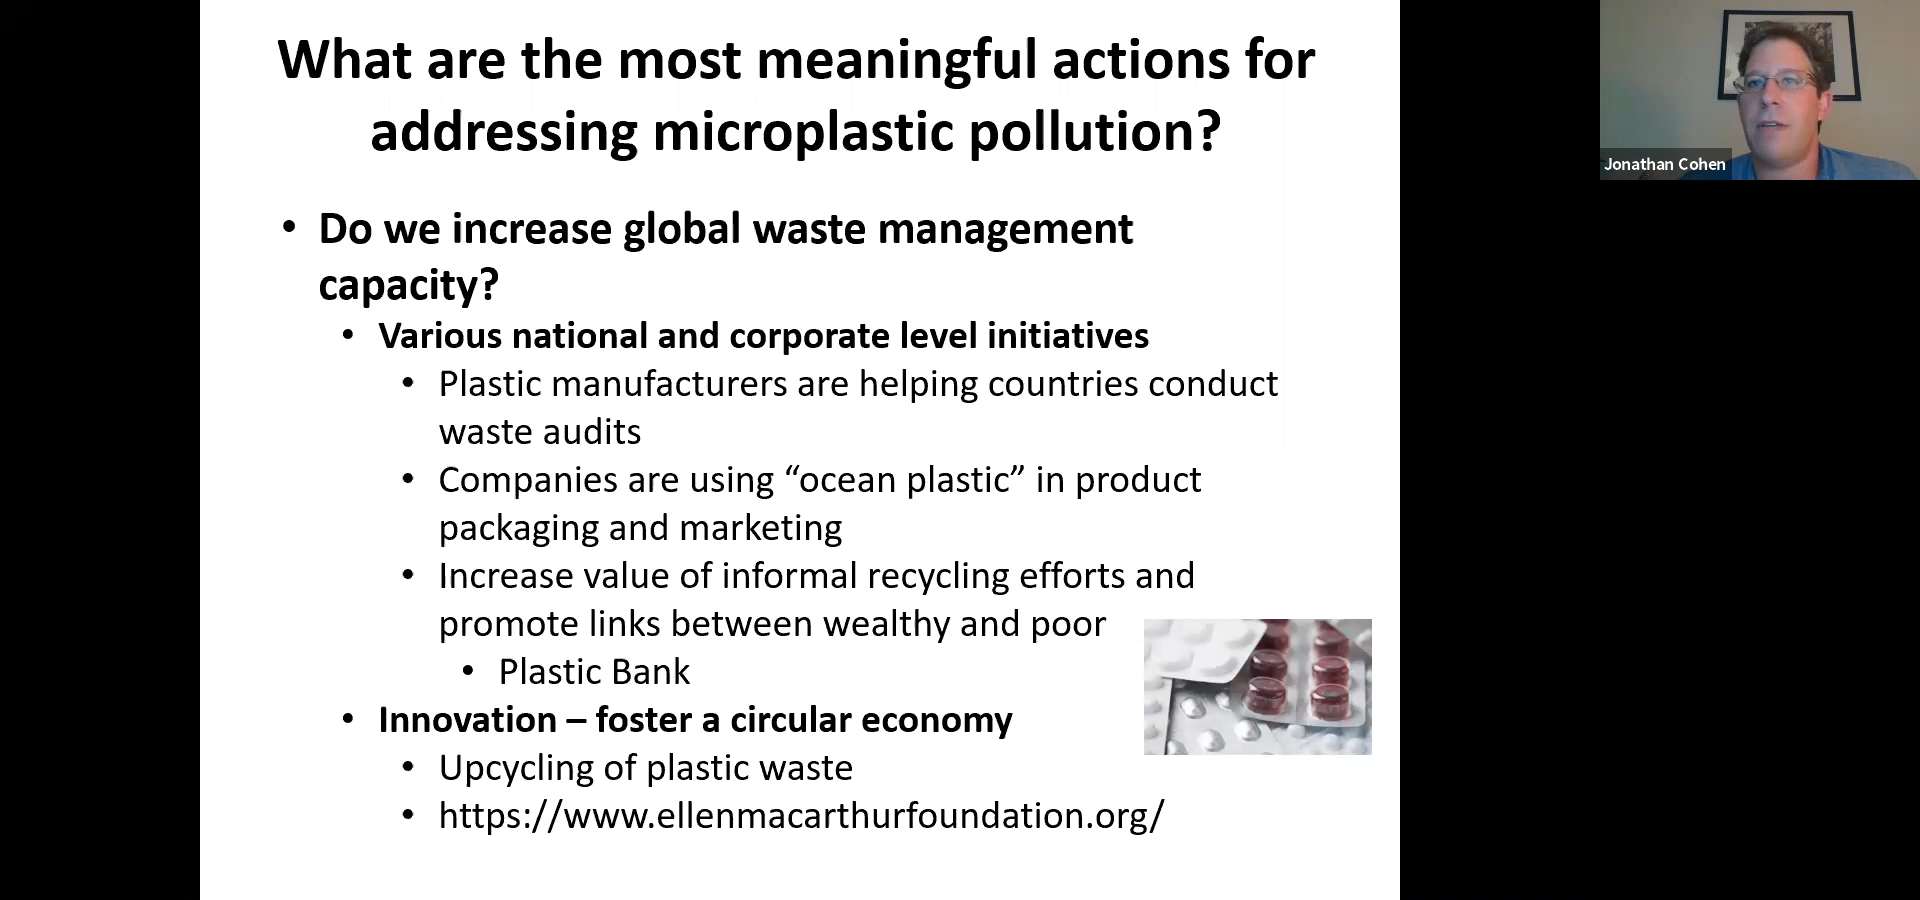 What are the most meaningful actions for
addressing microplastic pollution?
• Do we increase global waste management
capacity?
• Various national and corporate level initiatives
• Plastic manufacturers are helping countries conduct
waste audits
• Companies are using “ocean plastic” in product
packaging and marketing
• Increase value of informal recycling efforts and
promote links between wealthy and poor
• Plastic Bank
• Innovation – foster a circular economy
• Upcycling of plastic waste
• https://www.ellenmacarthurfoundation.org/
Jonathan Cohen